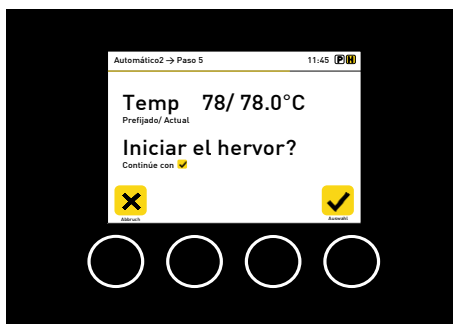 Automático2 → Paso 5 11:45 P H
Temp 78/ 78.0°C
Prefijado/ Actual
Iniciar el hervor?
Continúe con
Abbruch Auswahl